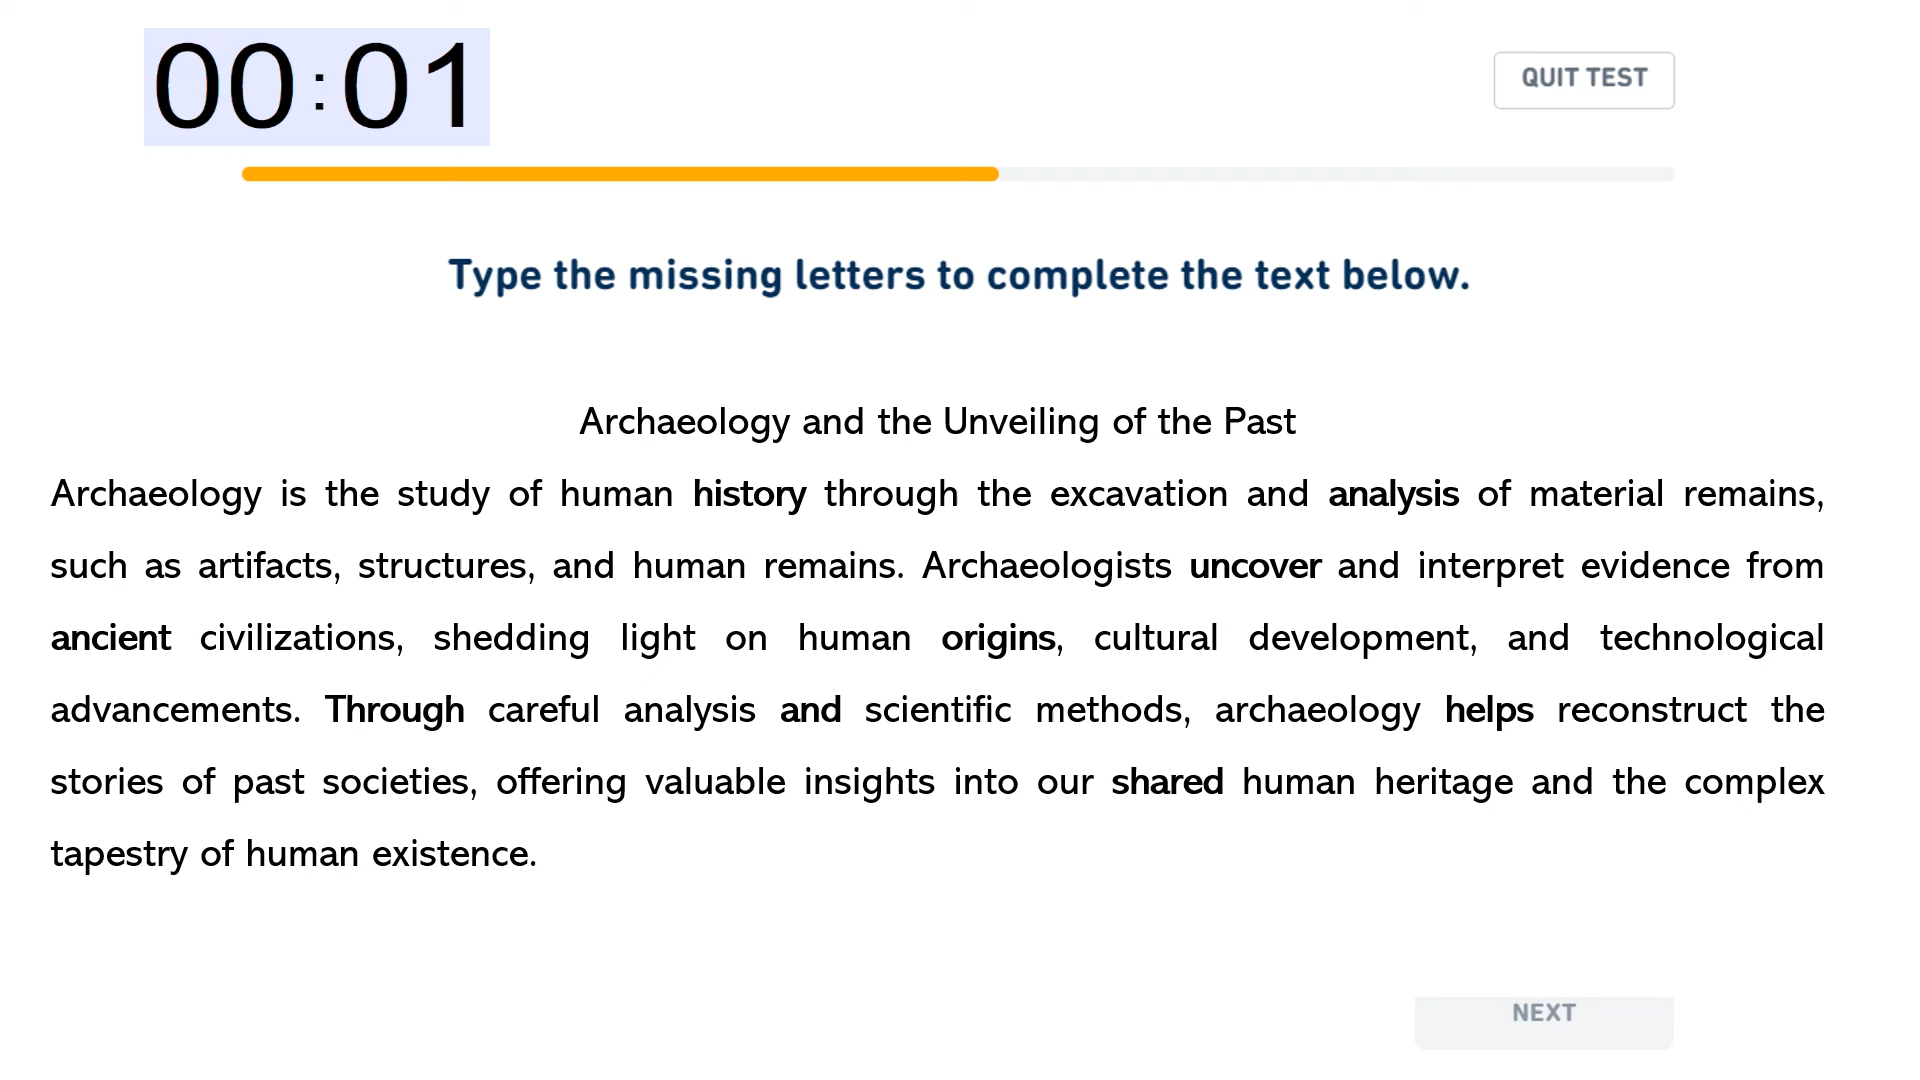 00:01
QUIT TEST
Type the missing letters to complete the text below.
Archaeology and the Unveiling of the Past
Archaeology is the study of human history through the excavation and analysis of material remains,
such as artifacts, structures, and human remains. Archaeologists uncover and interpret evidence from
ancient civilizations, shedding light on human origins, cultural development, and technological
advancements. Through careful analysis and scientific methods, archaeology helps reconstruct the
stories of past societies, offering valuable insights into our shared human heritage and the complex
tapestry of human existence.
NEXT